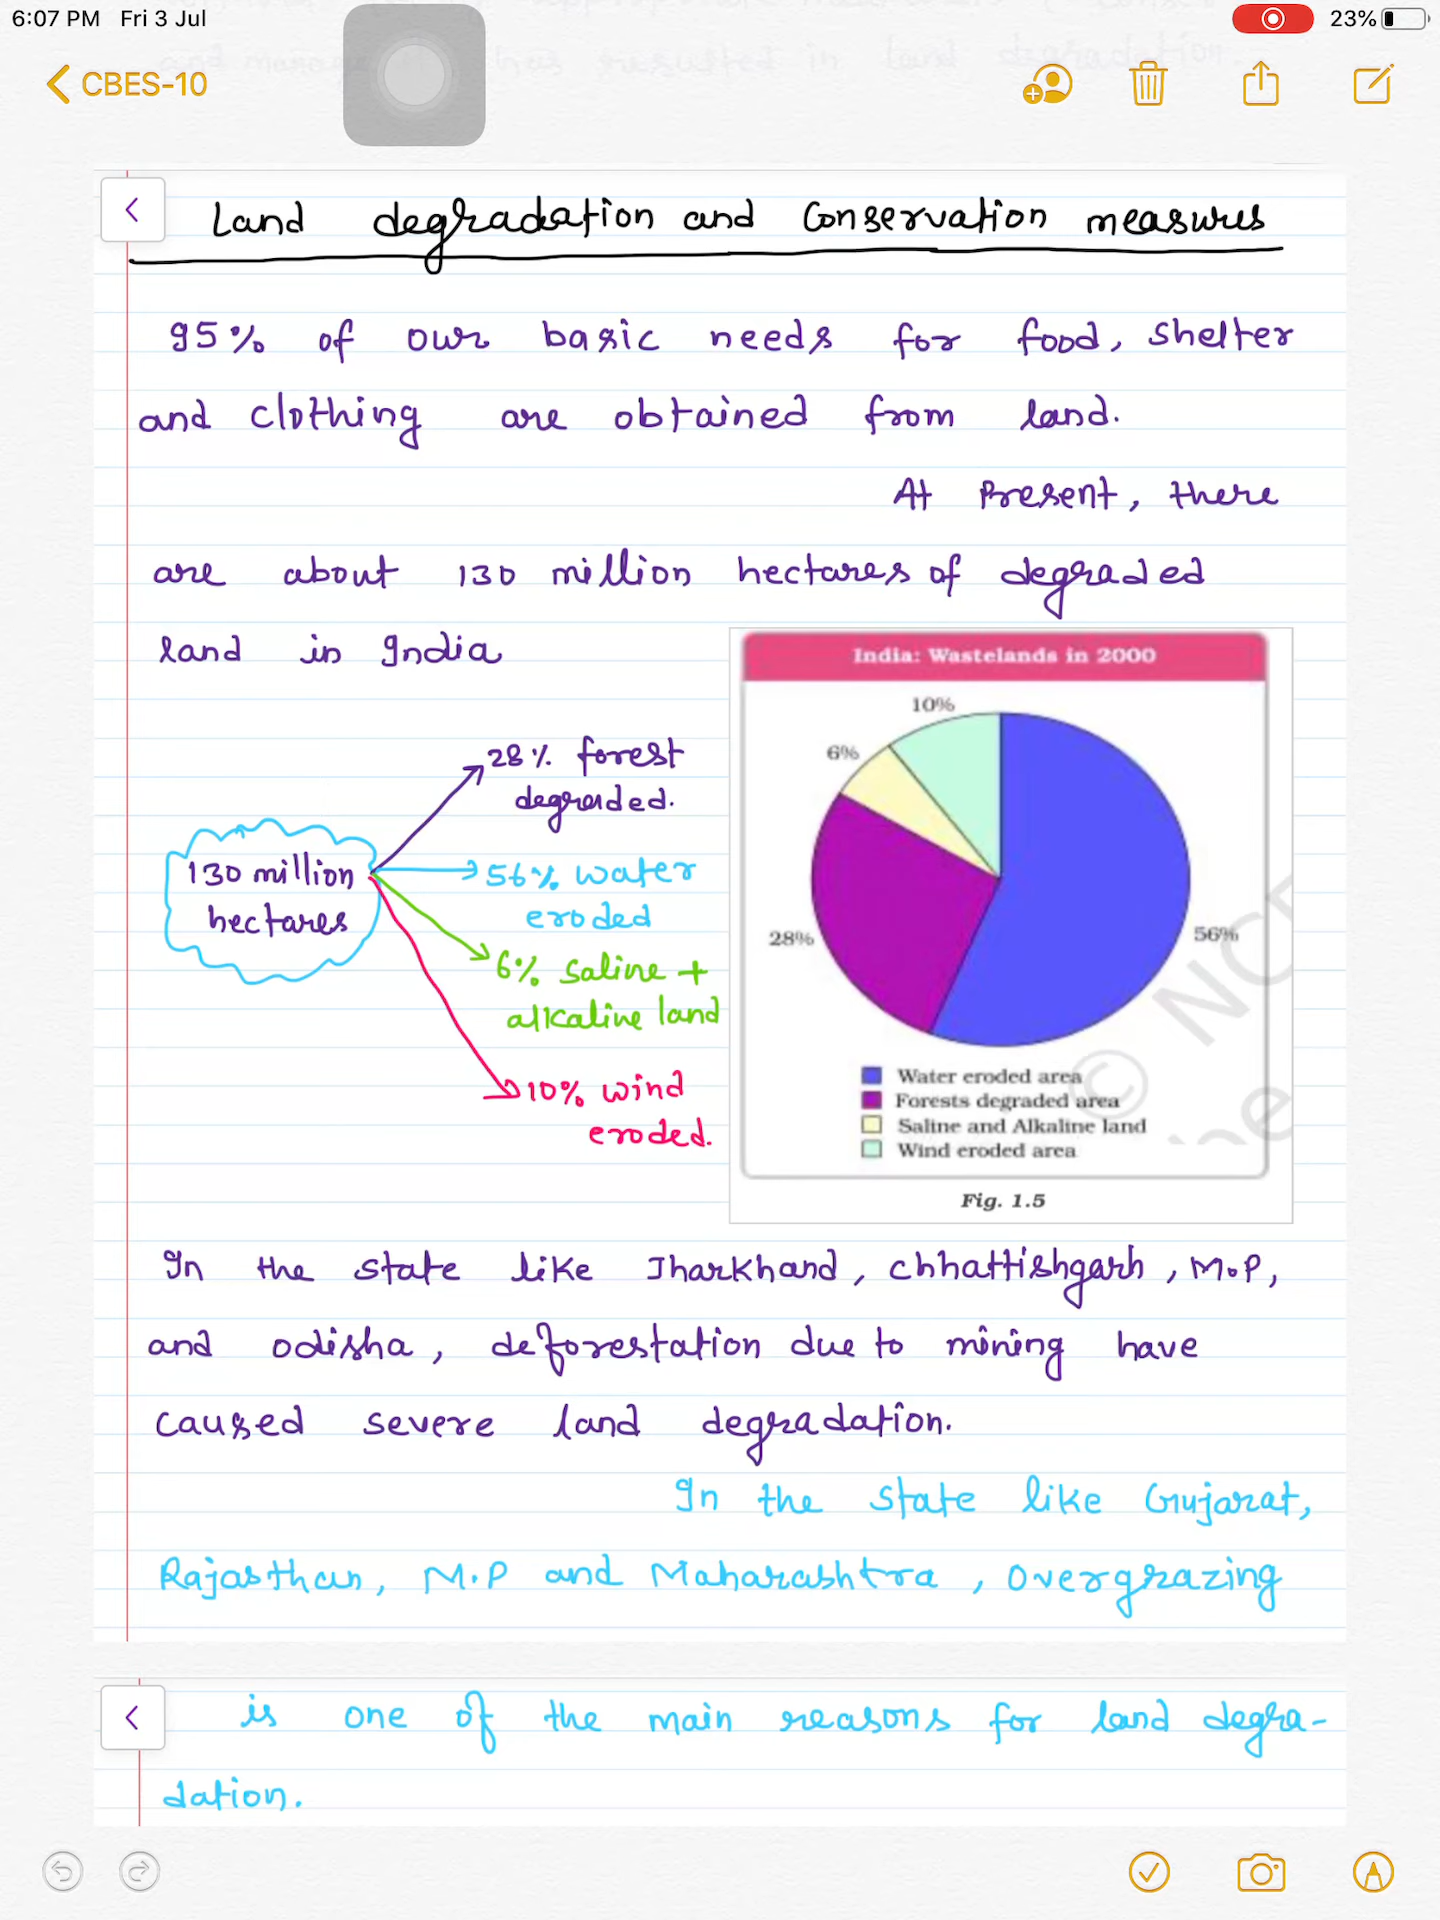 6:07 PM Fri 3 Jul
23%
CBES-10
Land degradation and Conservation measures
95% of our basic needs for food, shelter
and clothing are obtained from land.
At Present, there
are about 130 million hectares of degraded
land in India
28% forest
degraded.
130 million
hectares
56% water
eroded
6% Saline +
alkaline land
10% wind
eroded.
India: Wastelands in 2000
10%
6%
28%
56%
Water eroded area
Forests degraded area
Saline and Alkaline land
Wind eroded area
Fig. 1.5
In the state like Jharkhand, chhattishgarh, M.P,
and odisha, deforestation due to mining have
caused severe land degradation.
In the state like Gujarat,
Rajasthan, M.P and Maharashtra, overgrazing
is one of the main reasons for land degra-
dation.